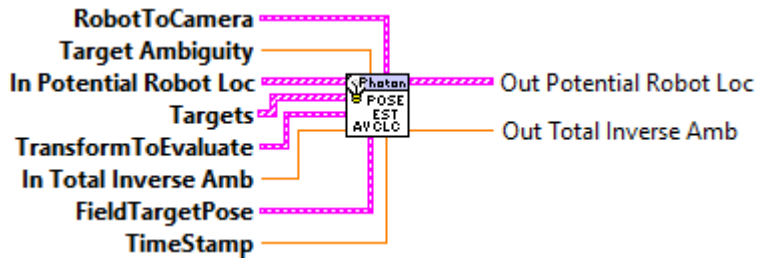 RobotToCamera
Target Ambiguity
In Potential Robot Loc
Targets
TransformToEvaluate
In Total Inverse Amb
FieldTargetPose
TimeStamp
Photon
POSE
EST
AVCLC
Out Potential Robot Loc
Out Total Inverse Amb